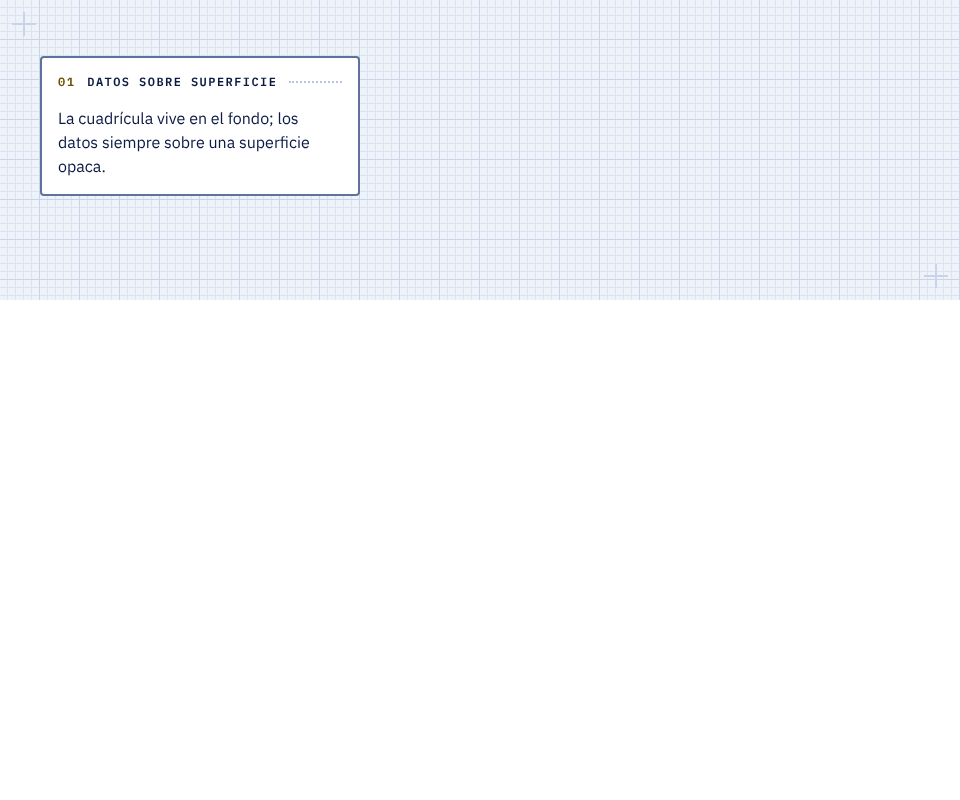 01 DATOS SOBRE SUPERFICIE
La cuadrícula vive en el fondo; los
datos siempre sobre una superficie
opaca.